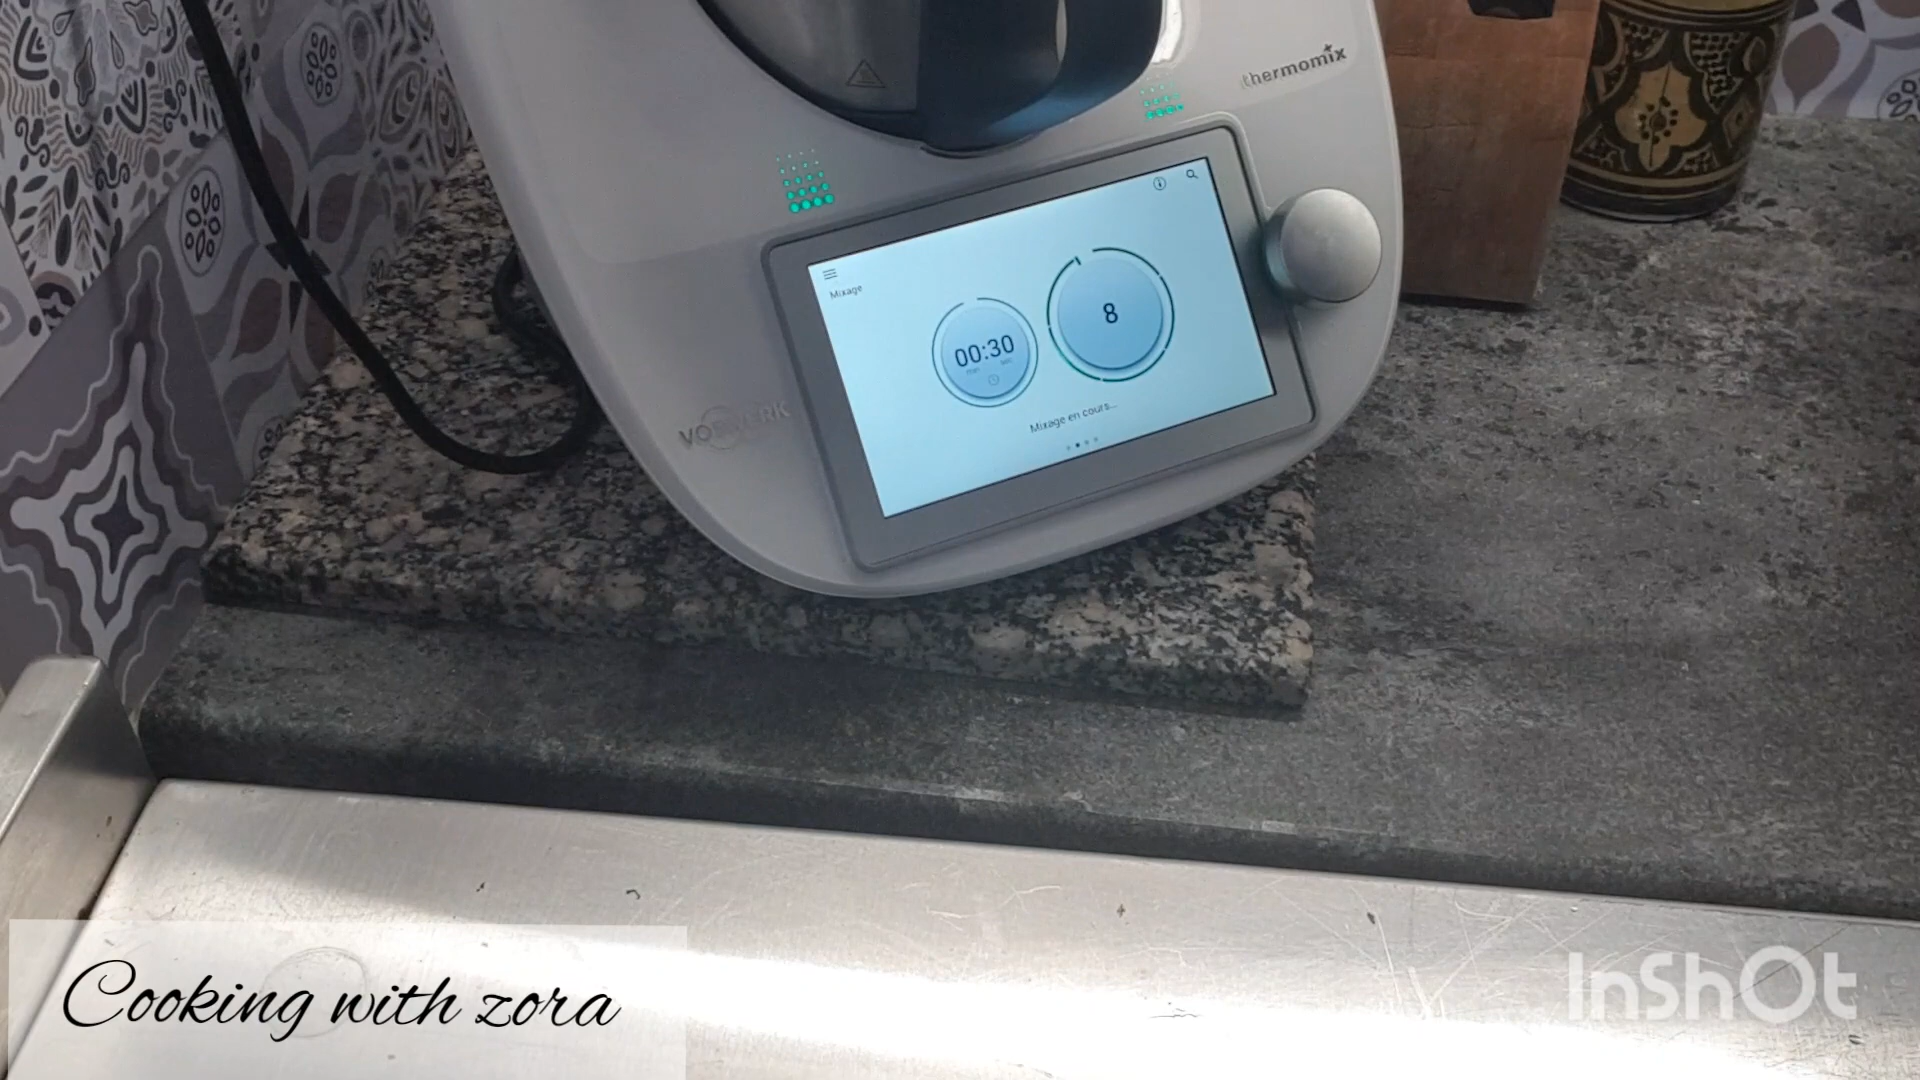 thermomix
Mixage
00:30
min sec
8
Mixage en cours...
VORWERK
Cooking with zora
InShOt